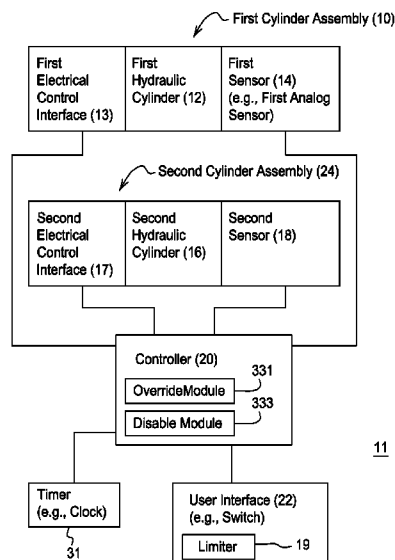 First Cylinder Assembly (10)
First
Electrical
Control
Interface (13)
First
Hydraulic
Cylinder (12)
First
Sensor (14)
(e.g., First Analog
Sensor)
Second Cylinder Assembly (24)
Second
Electrical
Control
Interface (17)
Second
Hydraulic
Cylinder (16)
Second
Sensor (18)
Controller (20)
331
OverrideModule
333
Disable Module
11
Timer
(e.g., Clock)
31
User Interface (22)
(e.g., Switch)
Limiter
19